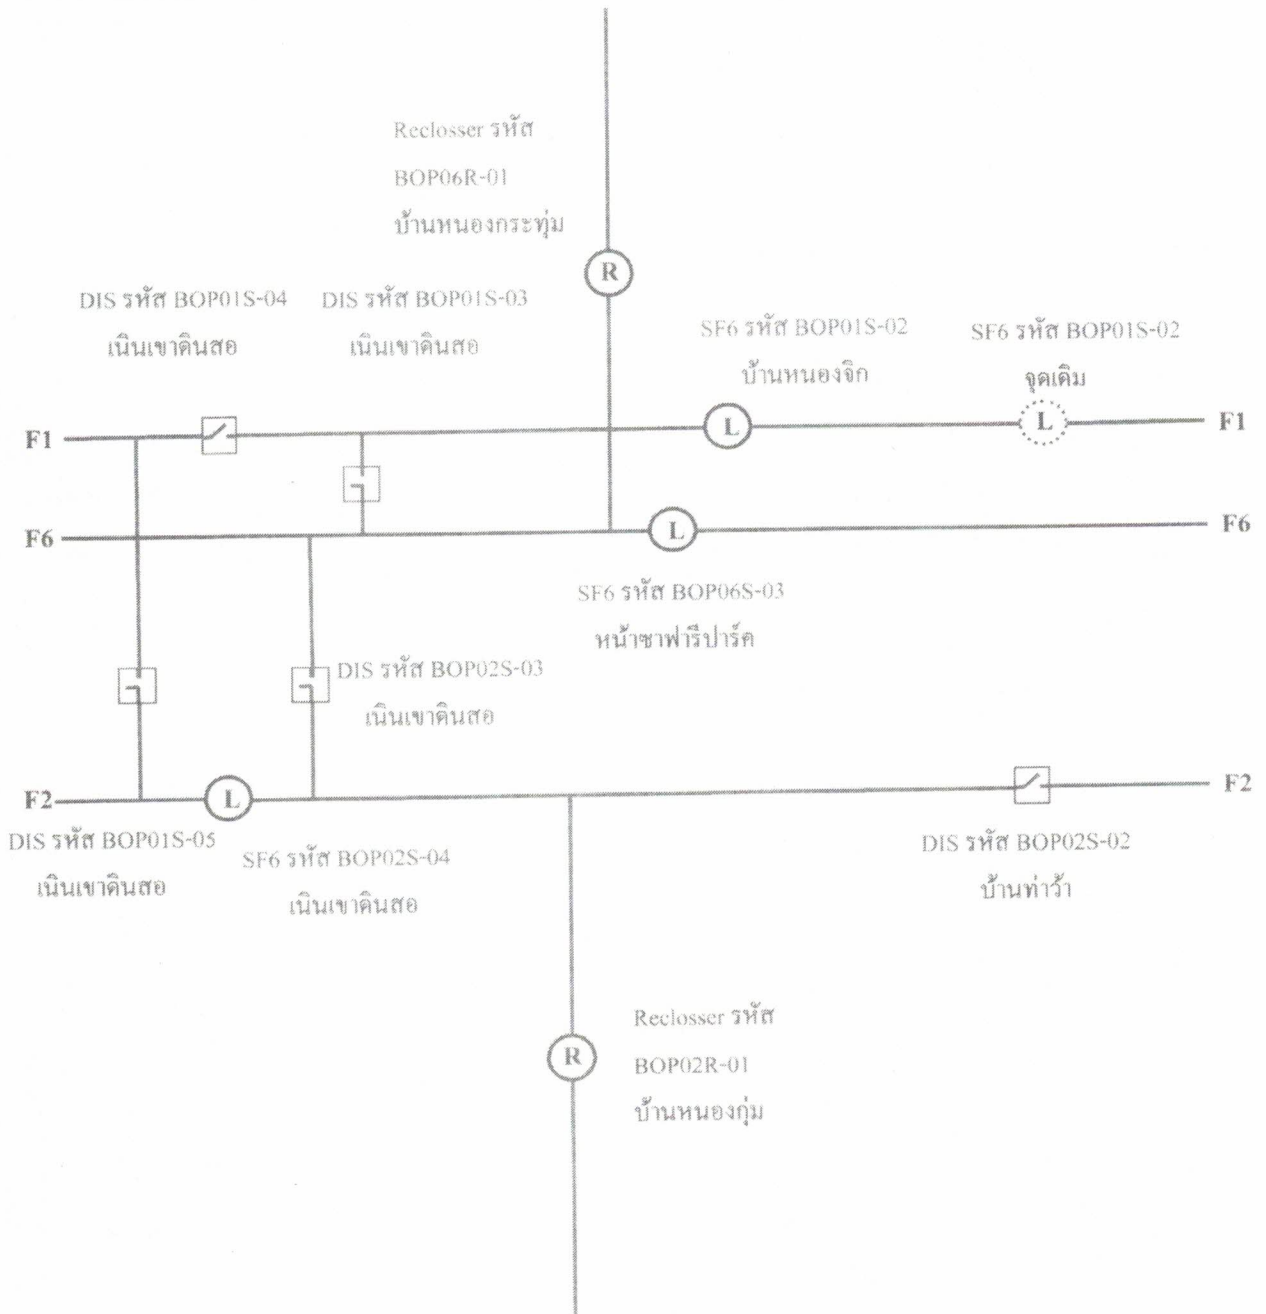 Reclosser รหัส
BOP06R-01
บ้านหนองกระทุ่ม
R
DIS รหัส BOP01S-04
เนินเขาดินสอ
DIS รหัส BOP01S-03
เนินเขาดินสอ
SF6 รหัส BOP01S-02
บ้านหนองจิก
SF6 รหัส BOP01S-02
จุดเดิม
F1
L
L
F1
F6
L
F6
SF6 รหัส BOP06S-03
หน้าซาฟารีปาร์ค
DIS รหัส BOP02S-03
เนินเขาดินสอ
F2
L
F2
DIS รหัส BOP01S-05
เนินเขาดินสอ
SF6 รหัส BOP02S-04
เนินเขาดินสอ
DIS รหัส BOP02S-02
บ้านท่าว้า
Reclosser รหัส
BOP02R-01
บ้านหนองกุ่ม
R